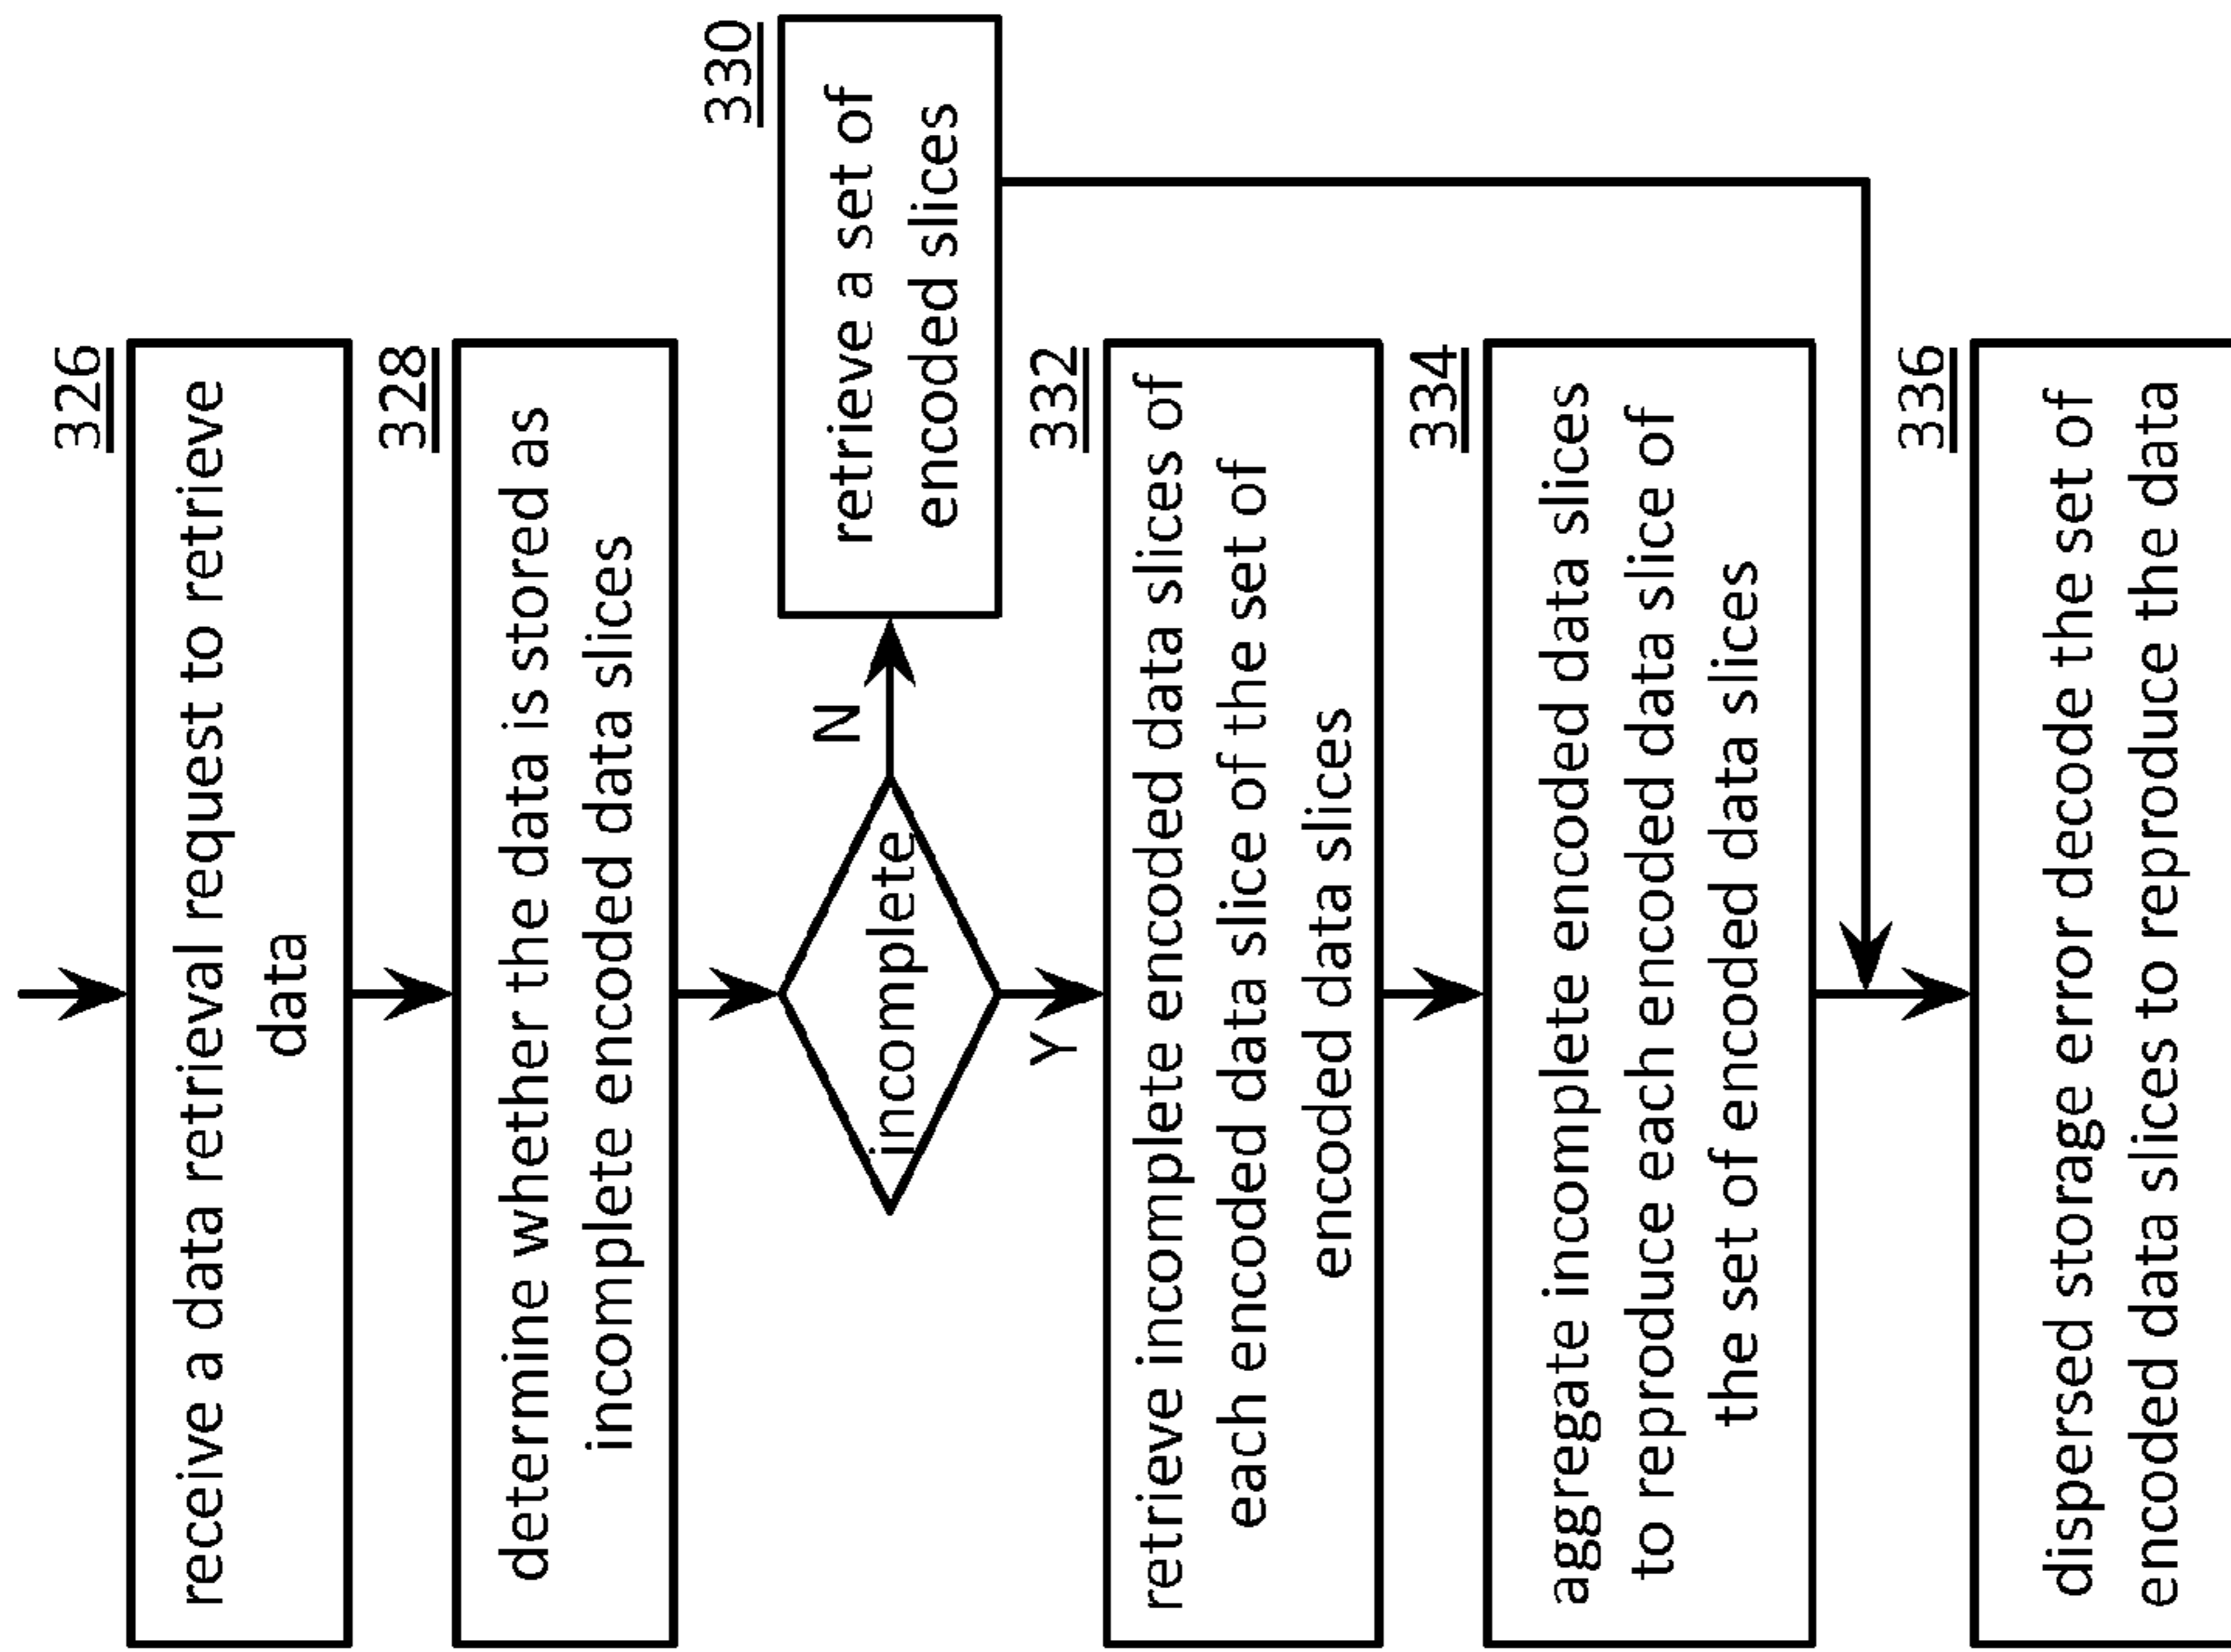 326
receive a data retrieval request to retrieve
data
328
determine whether the data is stored as
incomplete encoded data slices
incomplete
N
330
retrieve a set of
encoded slices
Y
332
retrieve incomplete encoded data slices of
each encoded data slice of the set of
encoded data slices
334
aggregate incomplete encoded data slices
to reproduce each encoded data slice of
the set of encoded data slices
336
dispersed storage error decode the set of
encoded data slices to reproduce the data